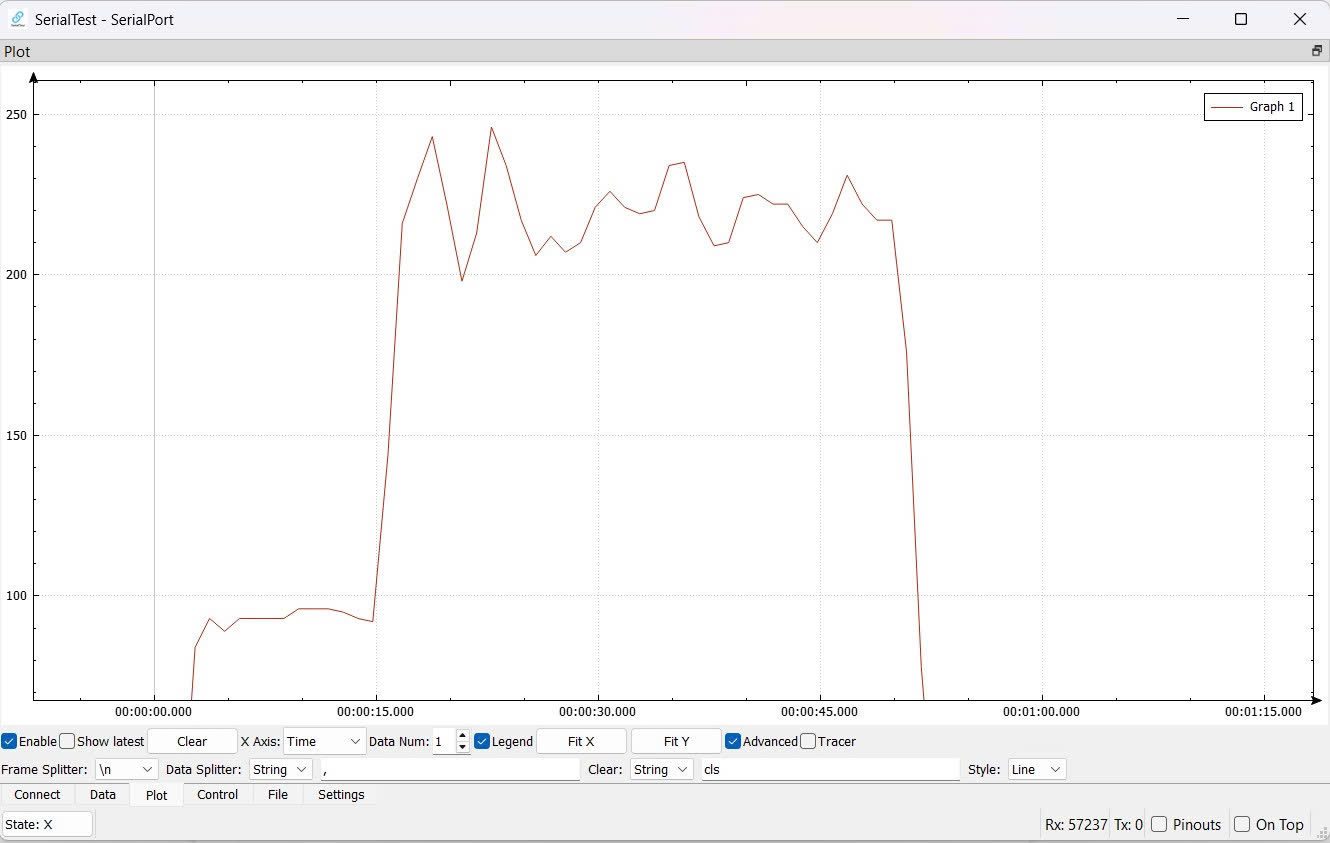 SerialTest - SerialPort
Plot
250
Graph 1
200
150
100
00:00:00.000 00:00:15.000 00:00:30.000 00:00:45.000 00:01:00.000 00:01:15.000
Enable Show latest Clear X Axis: Time Data Num: 1 Legend Fit X Fit Y Advanced Tracer
Frame Splitter: \n Data Splitter: String , Clear: String cls Style: Line
Connect Data Plot Control File Settings
State: X Rx: 57237 Tx: 0 Pinouts On Top